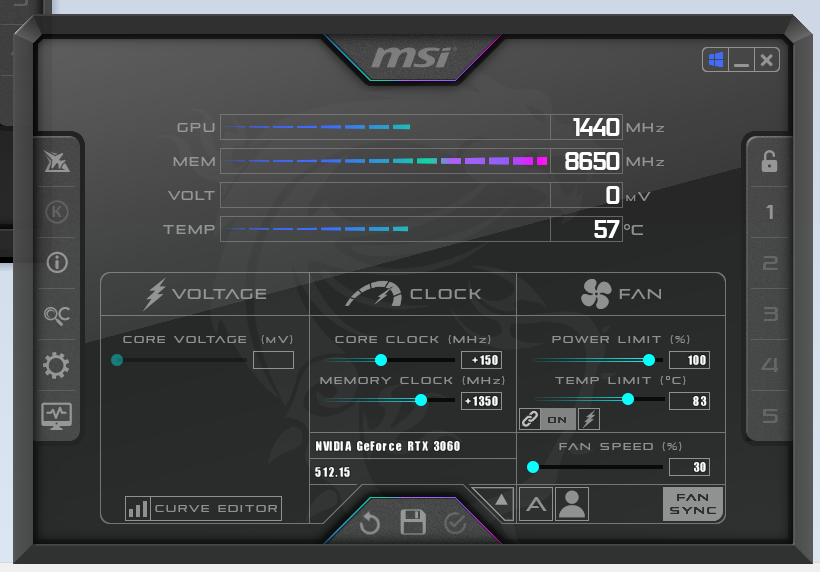 msi
GPU 1440 MHz
MEM 8650 MHz
VOLT 0 MV
TEMP 57 °C
K
i
OC
1
2
3
4
5
VOLTAGE
CORE VOLTAGE (MV)
CURVE EDITOR
CLOCK
CORE CLOCK (MHz)
+150
MEMORY CLOCK (MHz)
+1350
NVIDIA GeForce RTX 3060
512.15
FAN
POWER LIMIT (%)
100
TEMP LIMIT (°C)
83
ON
FAN SPEED (%)
30
A
FAN
SYNC